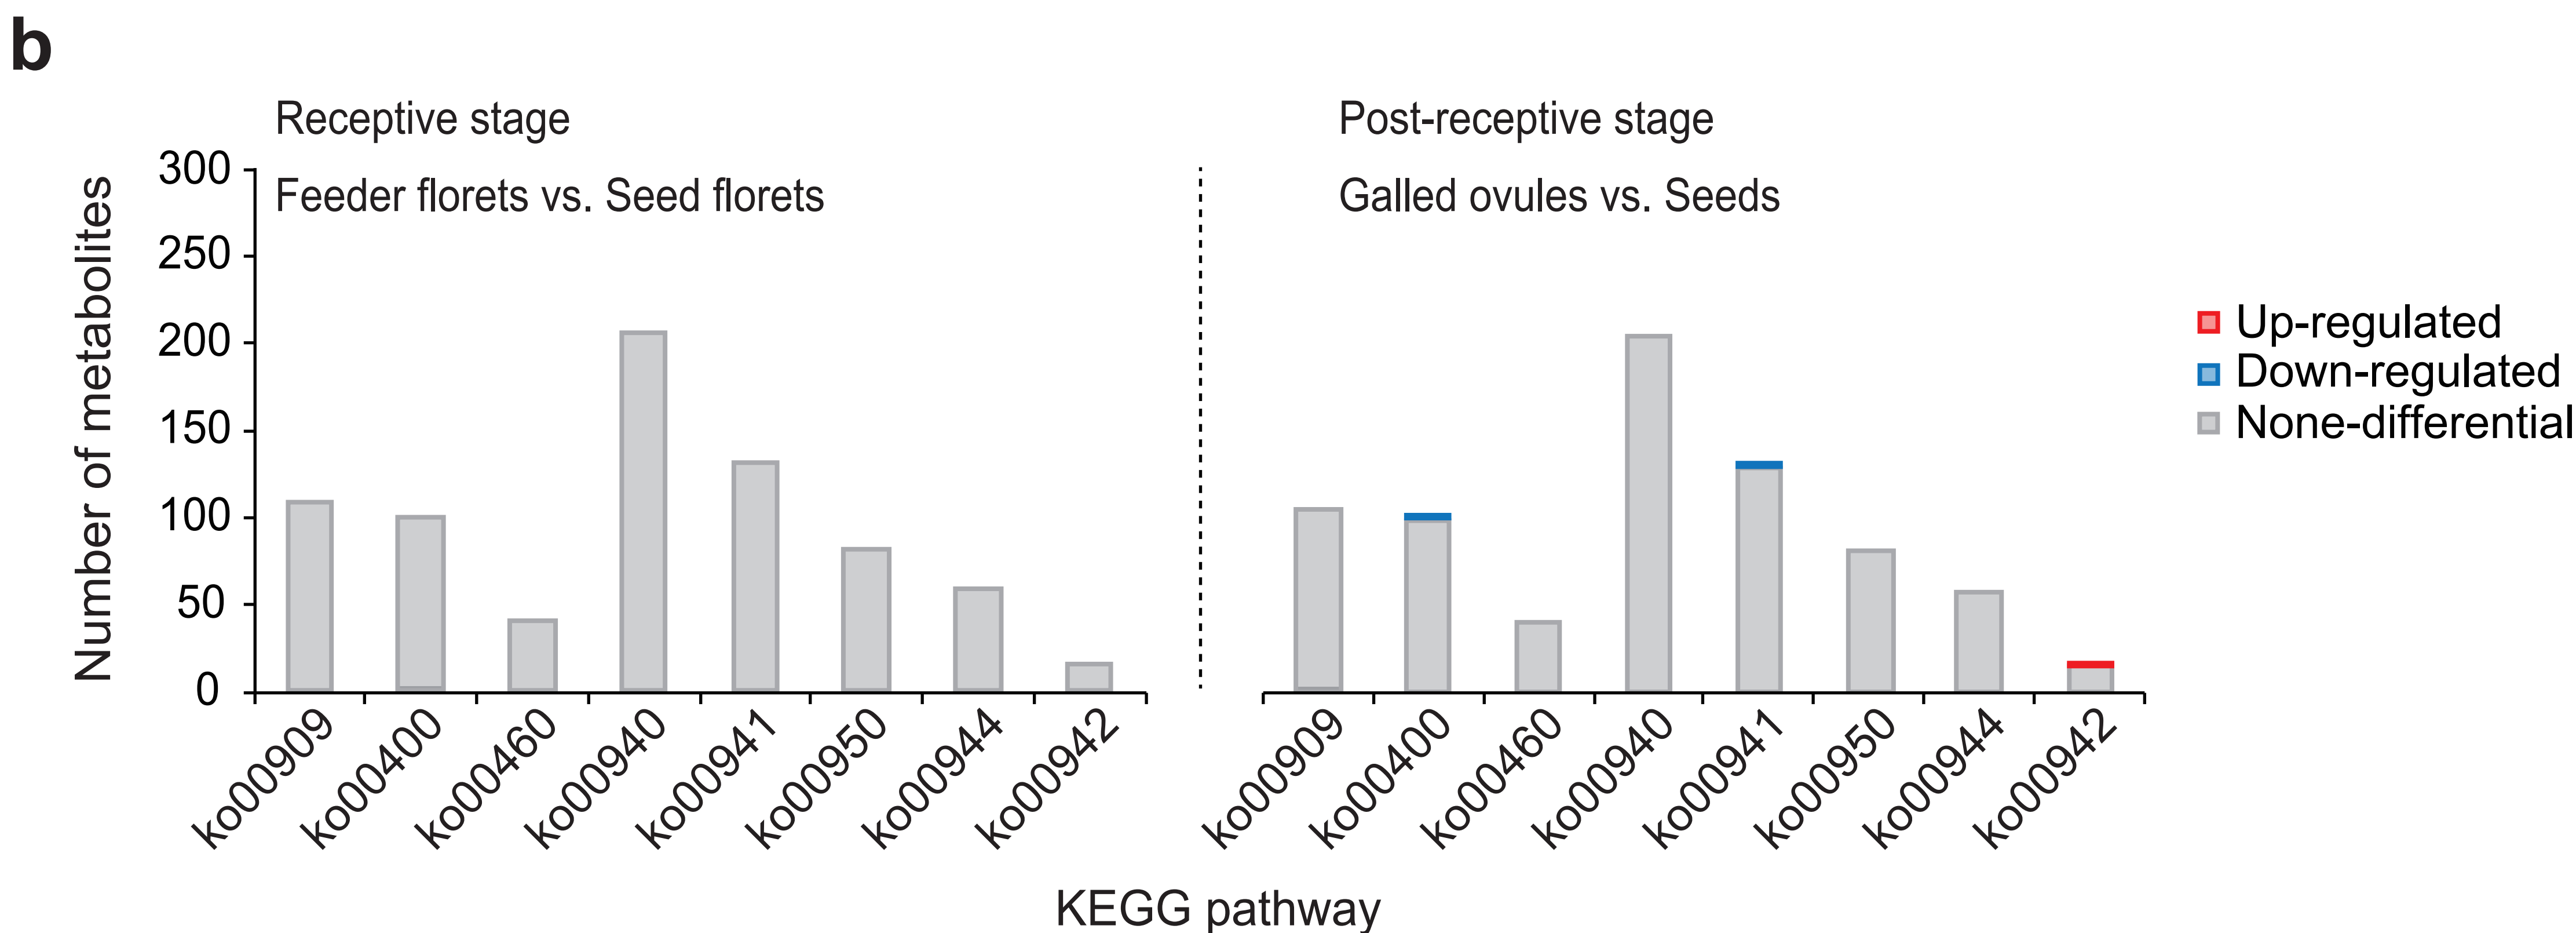 b
Receptive stage
Feeder florets vs. Seed florets
Post-receptive stage
Galled ovules vs. Seeds
Number of metabolites
300
250
200
150
100
50
0
ko00909
ko00400
ko00460
ko00940
ko00941
ko00950
ko00944
ko00942
ko00909
ko00400
ko00460
ko00940
ko00941
ko00950
ko00944
ko00942
KEGG pathway
Up-regulated
Down-regulated
None-differential